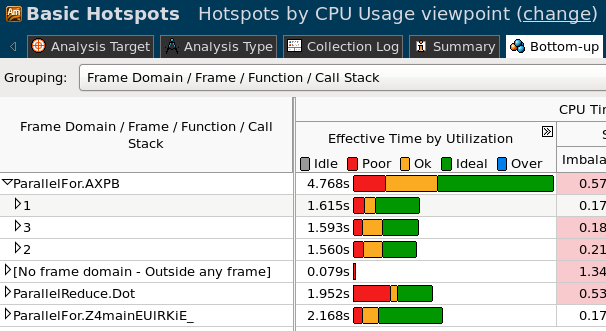 Am Basic Hotspots Hotspots by CPU Usage viewpoint (change)
Analysis Target Analysis Type Collection Log Summary Bottom-up
Grouping: Frame Domain / Frame / Function / Call Stack
CPU Tir
Frame Domain / Frame / Function / Call Stack
Effective Time by Utilization
S
Idle Poor Ok Ideal Over
Imbala
ParallelFor.AXPB 4.768s 0.57
1 1.615s 0.17
3 1.593s 0.18
2 1.560s 0.21
[No frame domain - Outside any frame] 0.079s 1.34
ParallelReduce.Dot 1.952s 0.53
ParallelFor.Z4mainEUlRKiE_ 2.168s 0.17